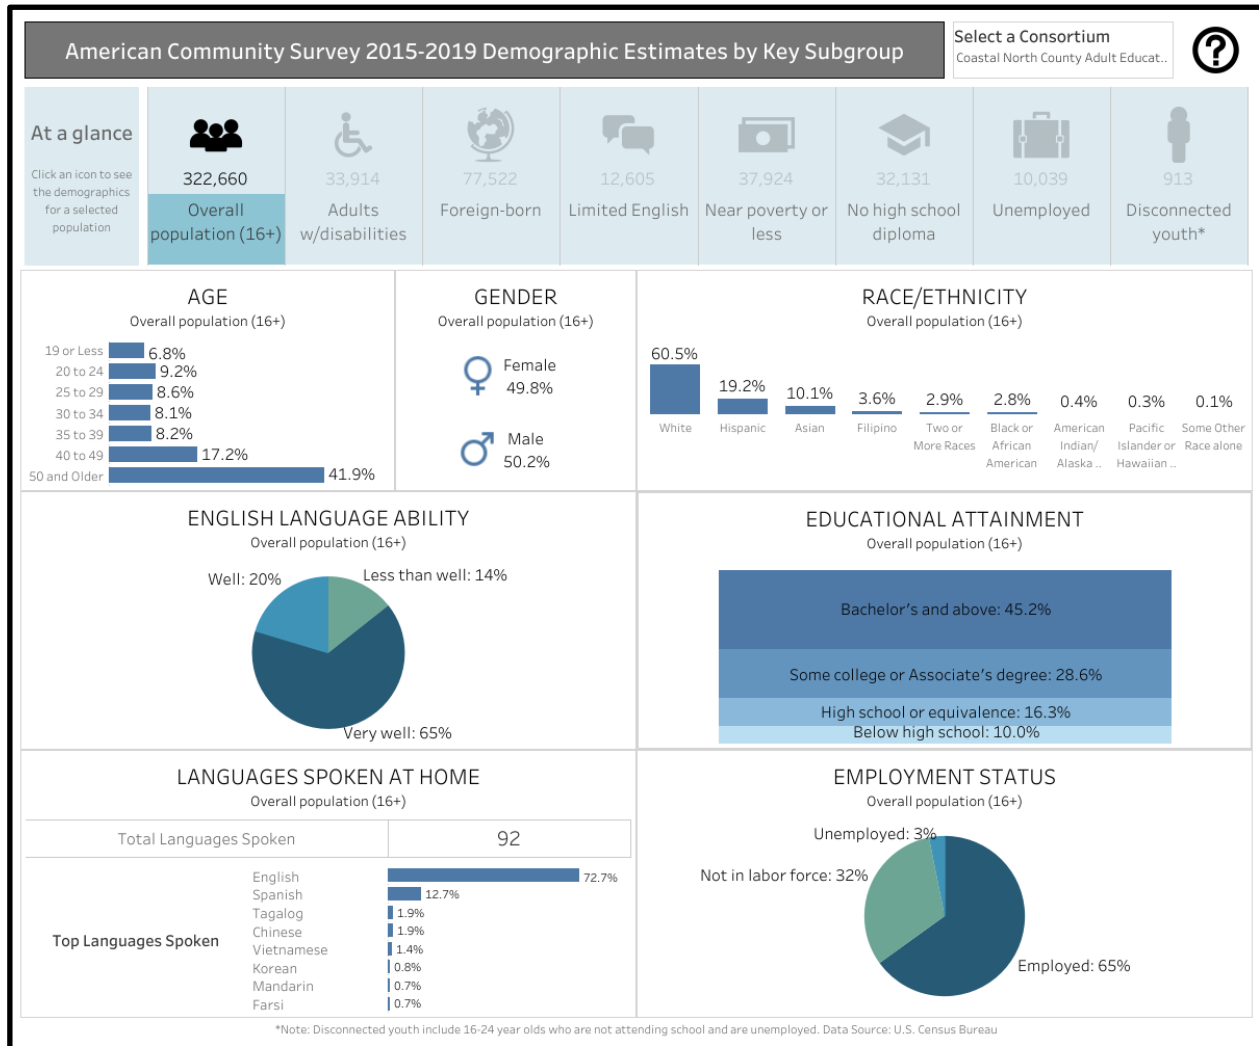 American Community Survey 2015-2019 Demographic Estimates by Key Subgroup
Select a Consortium
Coastal North County Adult Educat..
?
At a glance
Click an icon to see
the demographics
for a selected
population
322,660
Overall
population (16+)
33,914
Adults
w/disabilities
77,522
Foreign-born
12,605
Limited English
37,924
Near poverty or
less
32,131
No high school
diploma
10,039
Unemployed
913
Disconnected
youth*
AGE
Overall population (16+)
19 or Less 6.8%
20 to 24 9.2%
25 to 29 8.6%
30 to 34 8.1%
35 to 39 8.2%
40 to 49 17.2%
50 and Older 41.9%
GENDER
Overall population (16+)
Female
49.8%
Male
50.2%
RACE/ETHNICITY
Overall population (16+)
60.5%
White
19.2%
Hispanic
10.1%
Asian
3.6%
Filipino
2.9%
Two or
More Races
2.8%
Black or
African
American
0.4%
American
Indian/
Alaska ..
0.3%
Pacific
Islander or
Hawaiian ..
0.1%
Some Other
Race alone
ENGLISH LANGUAGE ABILITY
Overall population (16+)
Well: 20%
Less than well: 14%
Very well: 65%
EDUCATIONAL ATTAINMENT
Overall population (16+)
Bachelor's and above: 45.2%
Some college or Associate's degree: 28.6%
High school or equivalence: 16.3%
Below high school: 10.0%
LANGUAGES SPOKEN AT HOME
Overall population (16+)
Total Languages Spoken 92
Top Languages Spoken
English 72.7%
Spanish 12.7%
Tagalog 1.9%
Chinese 1.9%
Vietnamese 1.4%
Korean 0.8%
Mandarin 0.7%
Farsi 0.7%
EMPLOYMENT STATUS
Overall population (16+)
Unemployed: 3%
Not in labor force: 32%
Employed: 65%
*Note: Disconnected youth include 16-24 year olds who are not attending school and are unemployed. Data Source: U.S. Census Bureau